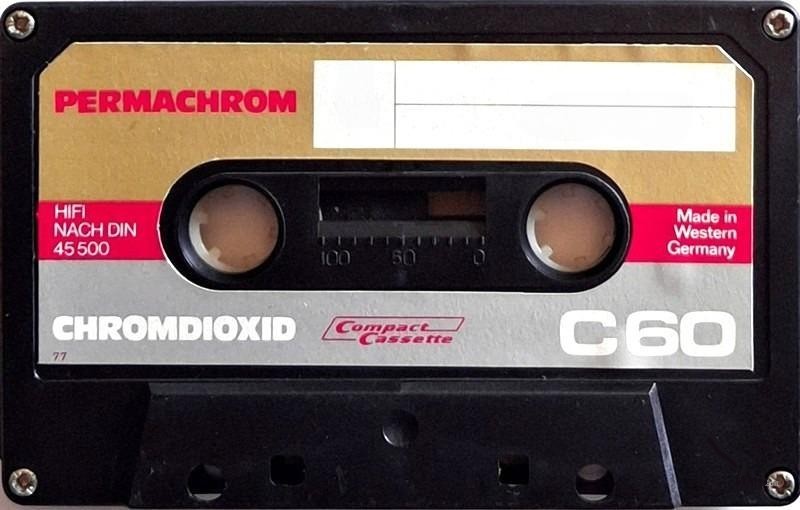 PERMACHROM
HIFI
NACH DIN
45 500
Made in
Western
Germany
100 50 0
CHROMDIOXID
Compact
Cassette
C60
77